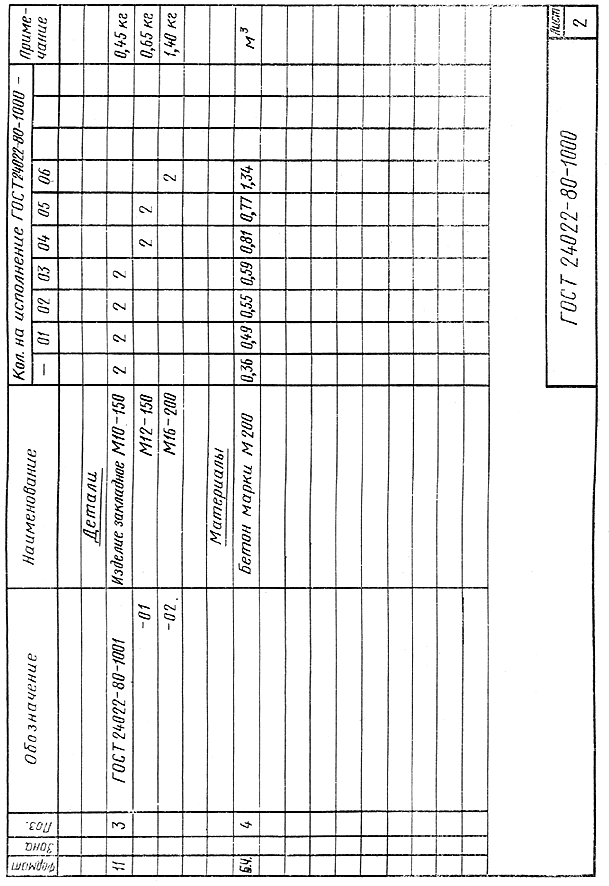 Формат Зона Поз. Обозначение Наименование Кол. на исполнение ГОСТ 24022-80-1000 - Приме-
чание
— 01 02 03 04 05 06
Детали
11 3 ГОСТ 24022-80-1001 Изделие закладное М10-150 2 2 2 2 0,45 кг
-01 М12-150 2 2 0,65 кг
-02. М16-200 2 1,40 кг
Материалы
Б.Ч. 4 Бетон марки М 200 0,36 0,49 0,55 0,59 0,81 0,77 1,34 м³
ГОСТ 24022-80-1000
Лист
2